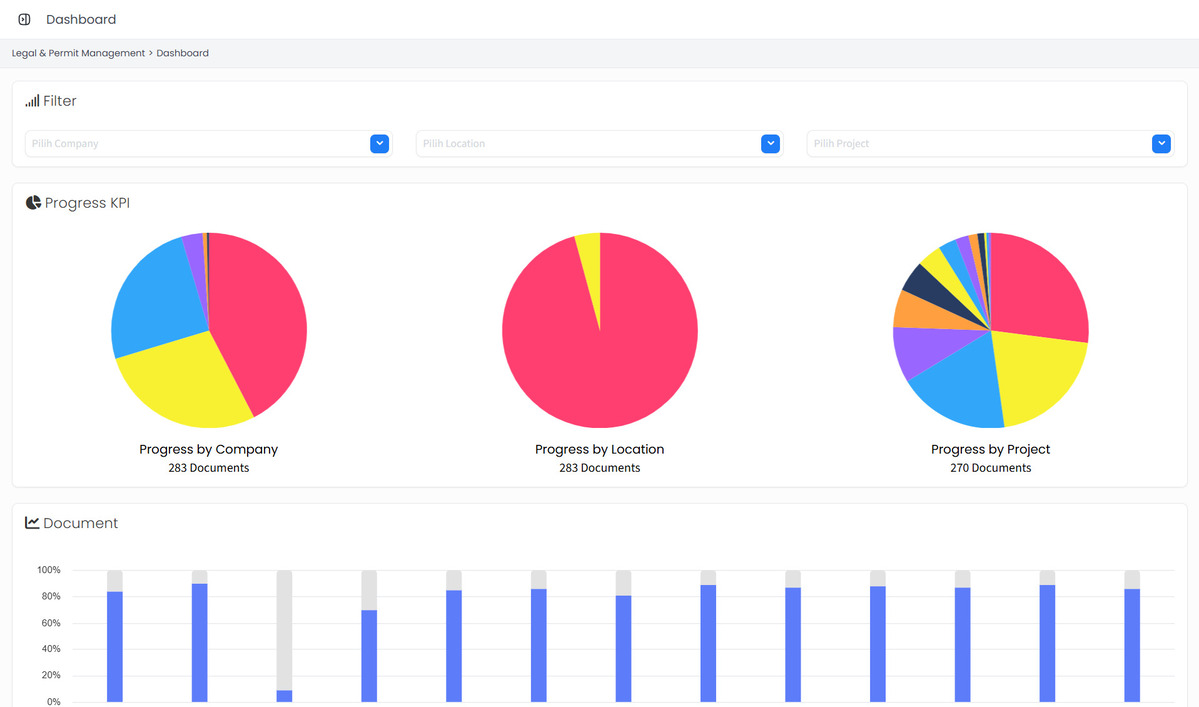 Dashboard
Legal & Permit Management > Dashboard
Filter
Pilih Company
Pilih Location
Pilih Project
Progress KPI
Progress by Company
283 Documents
Progress by Location
283 Documents
Progress by Project
270 Documents
Document
100%
80%
60%
40%
20%
0%